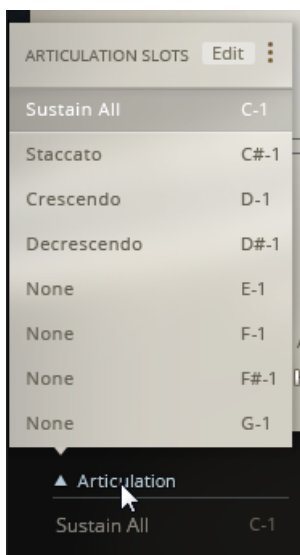 ARTICULATION SLOTS Edit
Sustain All C-1
Staccato C#-1
Crescendo D-1
Decrescendo D#-1
None E-1
None F-1
None F#-1
None G-1
▲ Articulation
Sustain All C-1